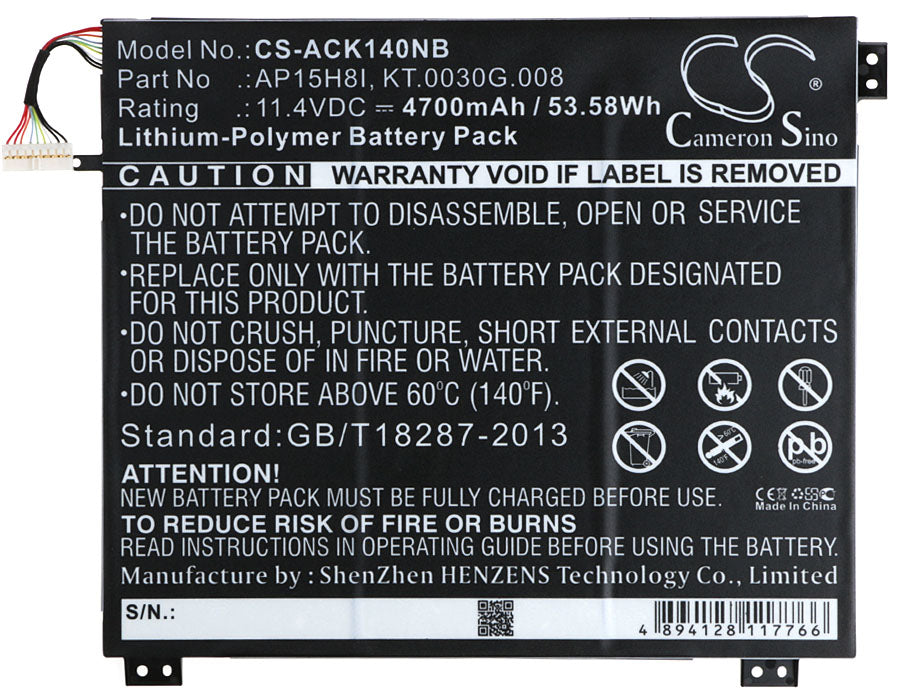 Model No.:CS-ACK140NB
Part No :AP15H8I, KT.0030G.008
Rating :11.4VDC ⎓ 4700mAh / 53.58Wh
Lithium-Polymer Battery Pack
CS
®
Cameron Sino
CAUTION WARRANTY VOID IF LABEL IS REMOVED
•DO NOT ATTEMPT TO DISASSEMBLE, OPEN OR SERVICE
THE BATTERY PACK.
•REPLACE ONLY WITH THE BATTERY PACK DESIGNATED
FOR THIS PRODUCT.
•DO NOT CRUSH, PUNCTURE, SHORT EXTERNAL CONTACTS
OR DISPOSE OF IN FIRE OR WATER.
•DO NOT STORE ABOVE 60°C (140°F).
Standard:GB/T18287-2013
>60°C
140°F
pb
pb-free
ATTENTION!
NEW BATTERY PACK MUST BE FULLY CHARGED BEFORE USE.
CE
Made In China
TO REDUCE RISK OF FIRE OR BURNS
READ INSTRUCTIONS IN OPERATING GUIDE BEFORE USING THE BATTERY.
Manufacture by : ShenZhen HENZENS Technology Co., Limited
S/N.:
4 894128 117766